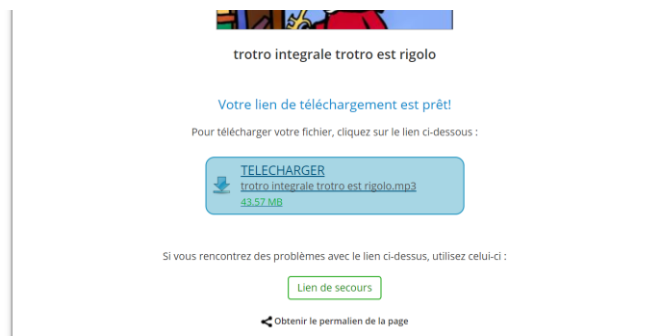 trotro integrale trotro est rigolo
Votre lien de téléchargement est prêt!
Pour télécharger votre fichier, cliquez sur le lien ci-dessous :
TELECHARGER
trotro integrale trotro est rigolo.mp3
43.57 MB
Si vous rencontrez des problèmes avec le lien ci-dessus, utilisez celui-ci :
Lien de secours
Obtenir le permalien de la page